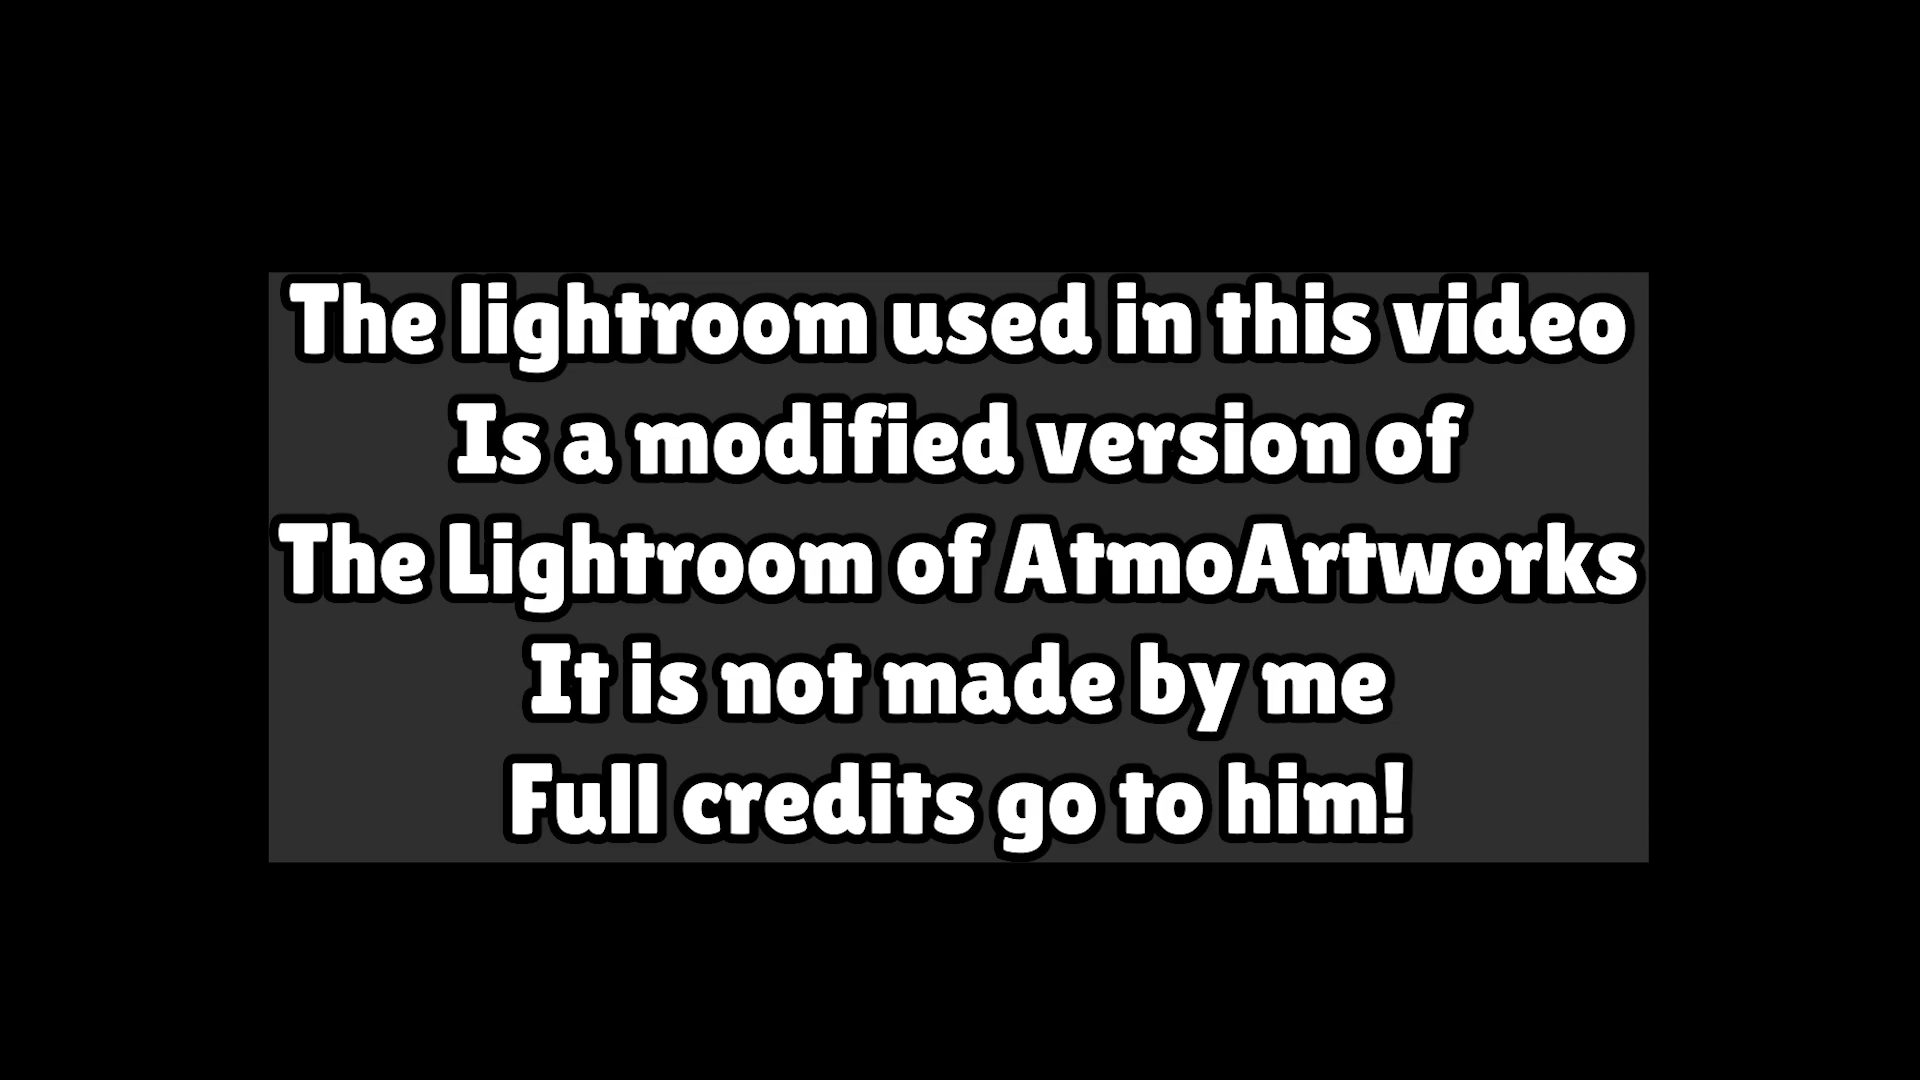 The lightroom used in this video
Is a modified version of
The Lightroom of AtmoArtworks
It is not made by me
Full credits go to him!